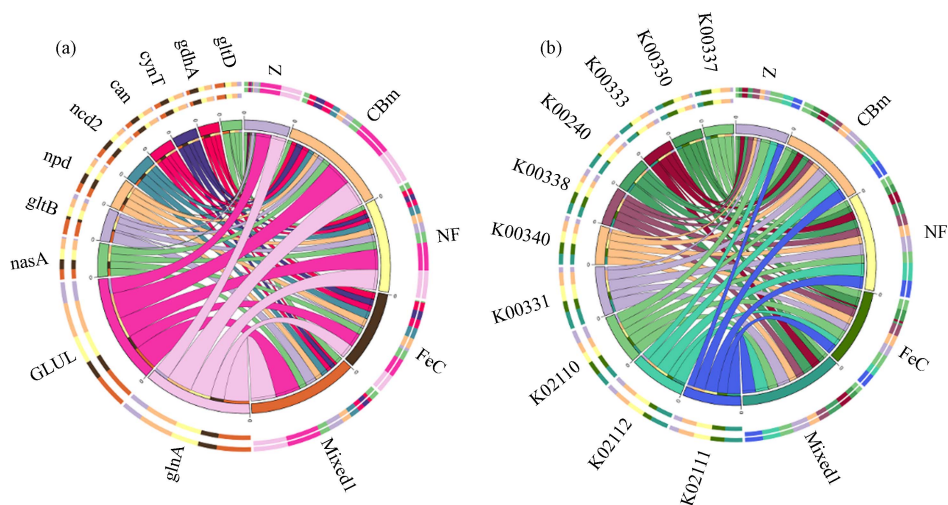 (a)
gltD
gdhA
cynT
can
ncd2
npd
gltB
nasA
GLUL
glnA
Z
CBm
NF
FeC
Mixed1
(b)
K00337
K00330
K00333
K00240
K00338
K00340
K00331
K02110
K02112
K02111
Z
CBm
NF
FeC
Mixed1